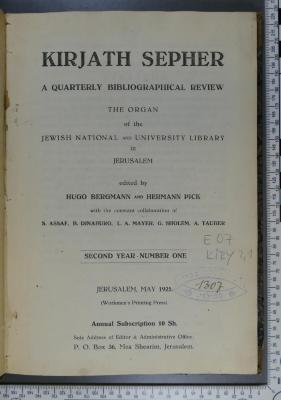 KIRJATH SEPHER
A QUARTERLY BIBLIOGRAPHICAL REVIEW
THE ORGAN
of the
JEWISH NATIONAL AND UNIVERSITY LIBRARY
in
JERUSALEM
edited by
HUGO BERGMANN AND HERMANN PICK
with the constant collaboration of
S. ASSAF, B. DINABURG, L. A. MAYER, G. SHOLEM, A. TAUBER
E 07
SECOND YEAR-NUMBER ONE
JERUSALEM, MAY 1925.
(Workmen's Printing Press)
1307
Annual Subscription 10 Sh.
Sole Address of Editor & Administrative Office:
P. O. Box 36, Mea Shearim, Jerusalem.